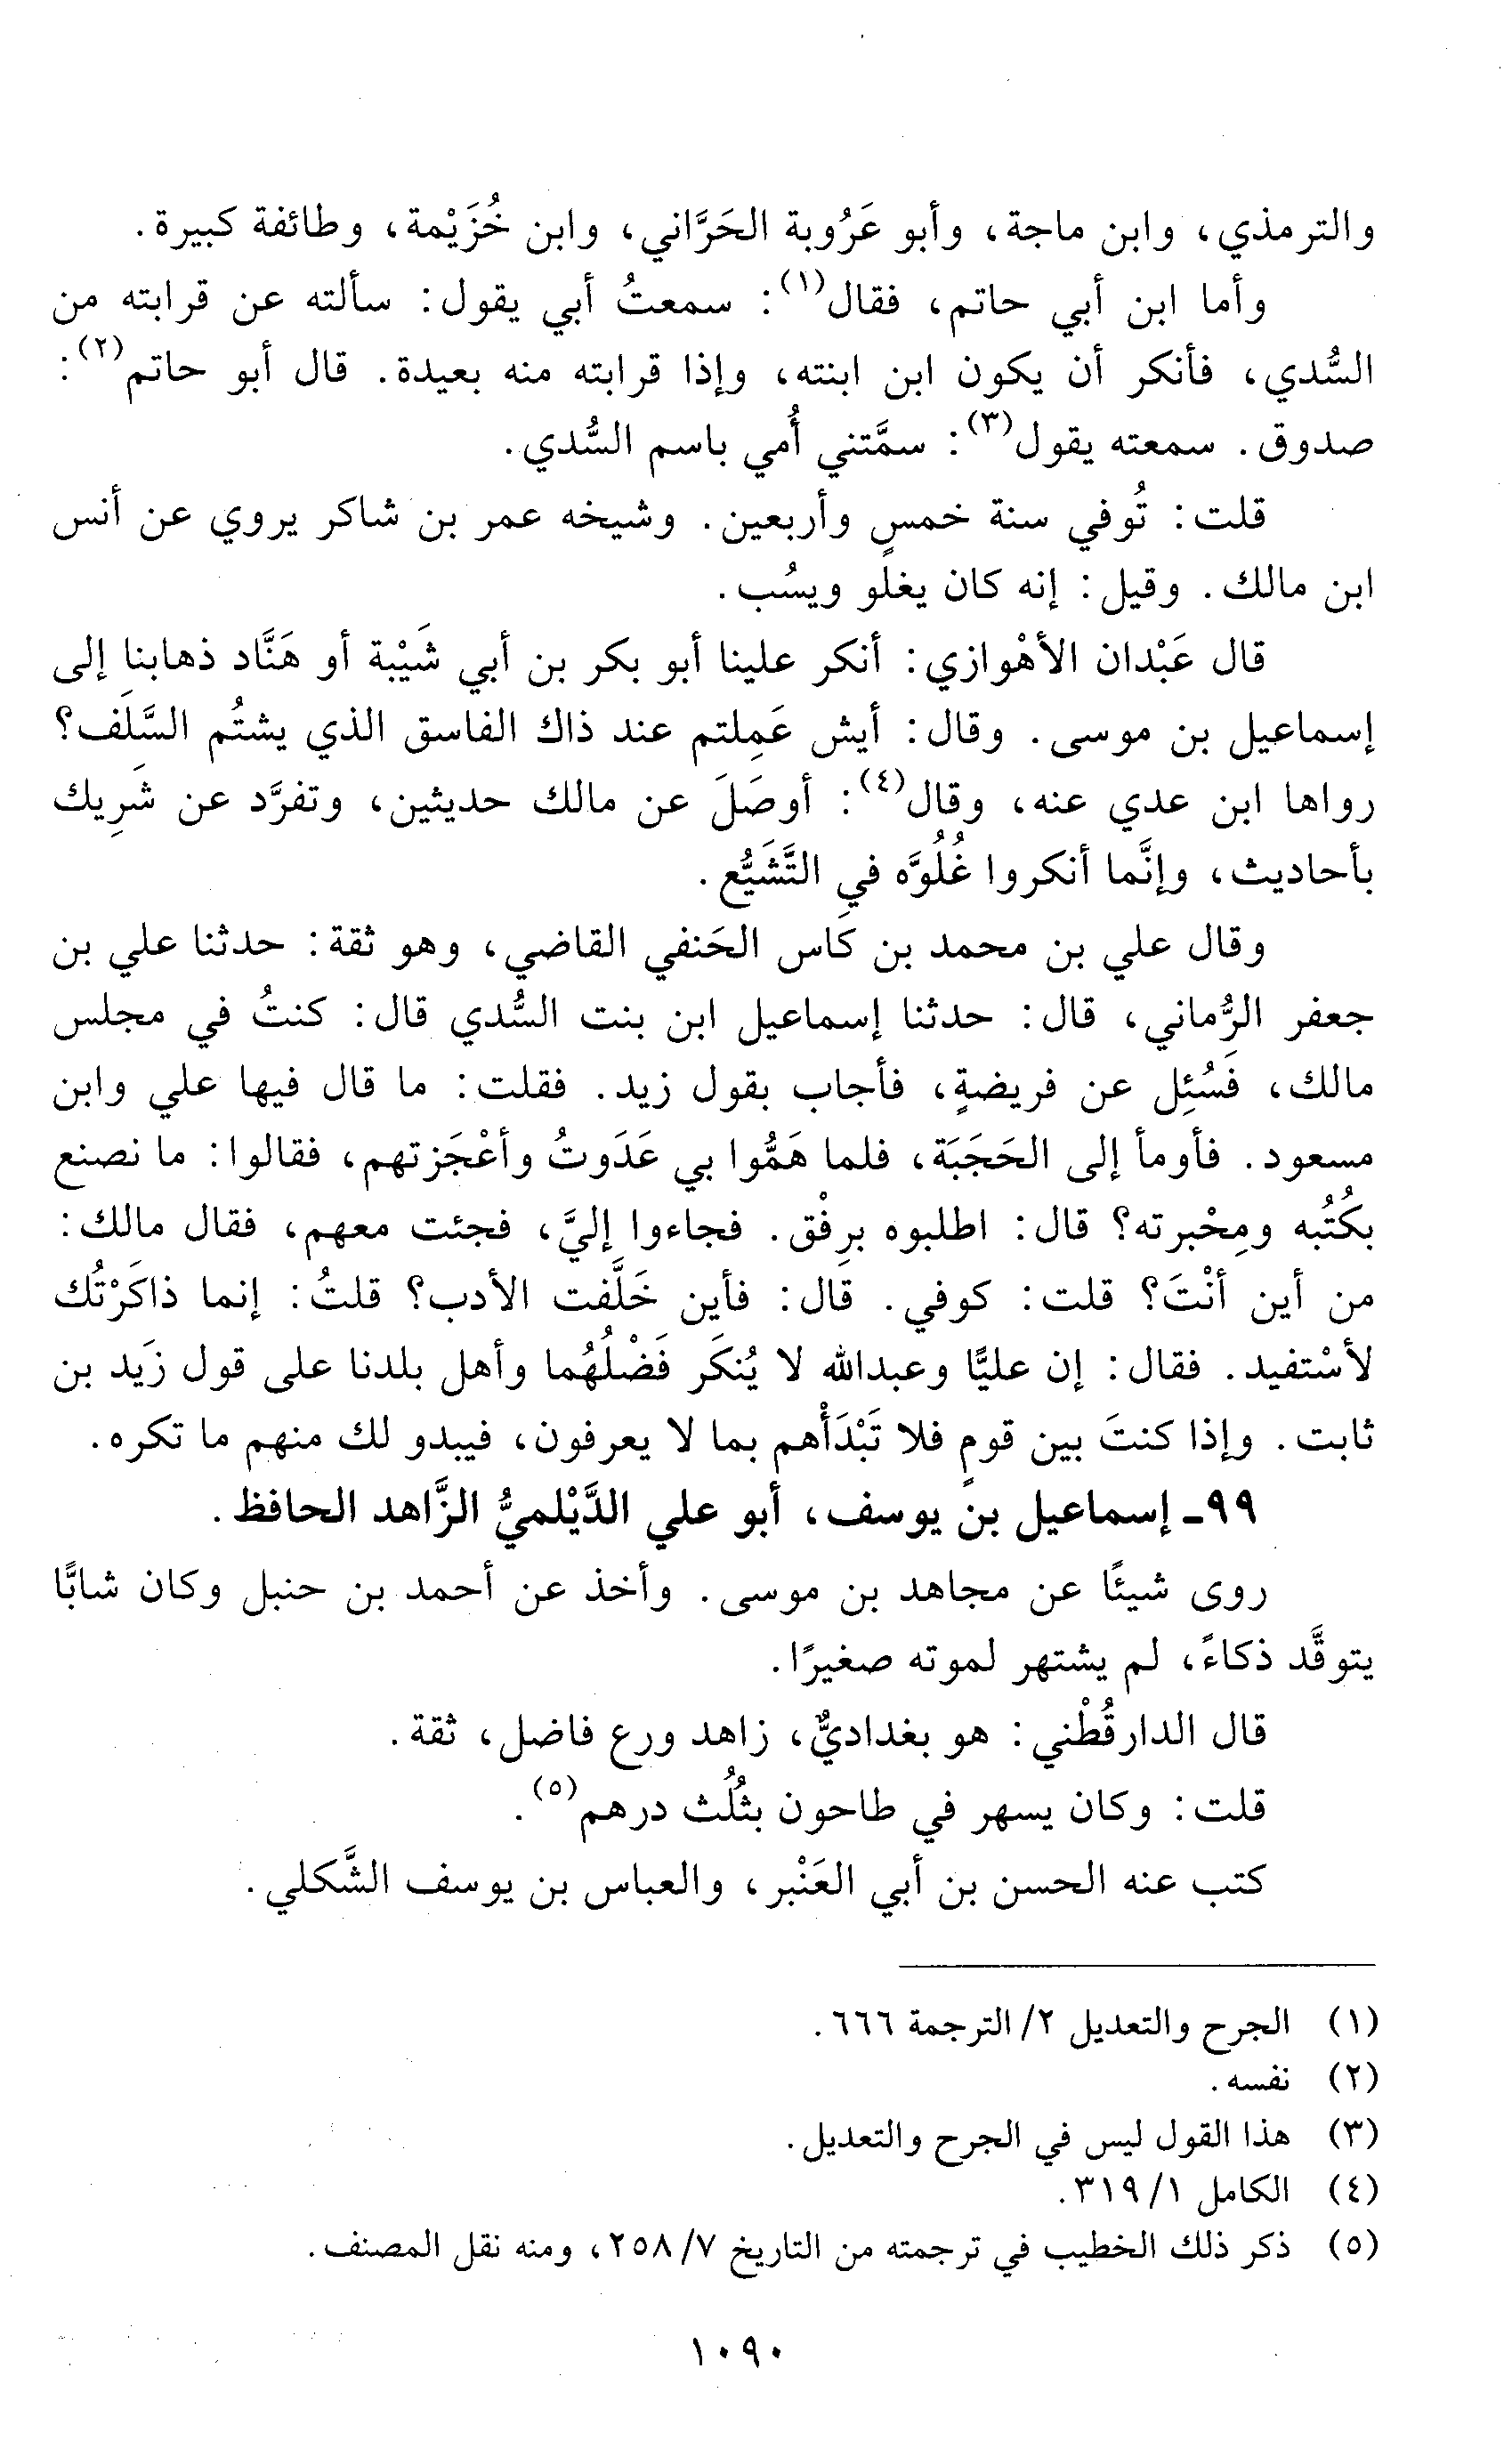 والترمذي، وابن ماجة، وأبو عَرُوبة الحَرَّاني، وابن خُزَيْمة، وطائفة كبيرة.
وأما ابن أبي حاتم، فقال(١): سمعتُ أبي يقول: سألته عن قرابته من
السُّدي، فأنكر أن يكون ابن ابنته، وإذا قرابته منه بعيدة. قال أبو حاتم(٢):
صدوق. سمعته يقول(٣): سمَّتني أُمي باسم السُّدي.
قلت: تُوفي سنة خمسٍ وأربعين. وشيخه عمر بن شاكر يروي عن أنس
ابن مالك. وقيل: إنه كان يغلو ويسُب.
قال عَبْدان الأهْوازي: أنكر علينا أبو بكر بن أبي شَيْبة أو هَنَّاد ذهابنا إلى
إسماعيل بن موسى. وقال: أيش عَمِلتم عند ذاك الفاسق الذي يشتُم السَّلَف؟
رواها ابن عدي عنه، وقال(٤): أوصَلَ عن مالك حديثين، وتفرَّد عن شَرِيك
بأحاديث، وإنَّما أنكروا غُلُوَّه في التَّشَيُّع.
وقال علي بن محمد بن كَاس الحَنفي القاضي، وهو ثقة: حدثنا علي بن
جعفر الرُّماني، قال: حدثنا إسماعيل ابن بنت السُّدي قال: كنتُ في مجلس
مالك، فَسُئِل عن فريضةٍ، فأجاب بقول زيد. فقلت: ما قال فيها علي وابن
مسعود. فأومأ إلى الحَجَبَة، فلما هَمُّوا بي عَدَوتُ وأعْجَزتهم، فقالوا: ما نصنع
بكُتُبه ومِحْبرته؟ قال: اطلبوه برِفْق. فجاءوا إليَّ، فجئت معهم، فقال مالك:
من أين أنْتَ؟ قلت: كوفي. قال: فأين خَلَّفت الأدب؟ قلتُ: إنما ذاكَرْتُك
لأسْتفيد. فقال: إن عليًّا وعبدالله لا يُنكَر فَضْلُهُما وأهل بلدنا على قول زَيد بن
ثابت. وإذا كنتَ بين قومٍ فلا تَبْدَأْهم بما لا يعرفون، فيبدو لك منهم ما تكره.
٩٩ـ إسماعيل بن يوسف، أبو علي الدَّيْلميُّ الزَّاهد الحافظ.
روى شيئًا عن مجاهد بن موسى. وأخذ عن أحمد بن حنبل وكان شابًّا
يتوقَّد ذكاءً، لم يشتهر لموته صغيرًا.
قال الدارقُطْني: هو بغداديٌّ، زاهد ورع فاضل، ثقة.
قلت: وكان يسهر في طاحون بثُلُث درهم(٥).
كتب عنه الحسن بن أبي العَنْبر، والعباس بن يوسف الشَّكلي.
(١) الجرح والتعديل ٢/ الترجمة ٦٦٦.
(٢) نفسه.
(٣) هذا القول ليس في الجرح والتعديل.
(٤) الكامل ١/ ٣١٩.
(٥) ذكر ذلك الخطيب في ترجمته من التاريخ ٧/ ٢٥٨، ومنه نقل المصنف.
١٠٩٠